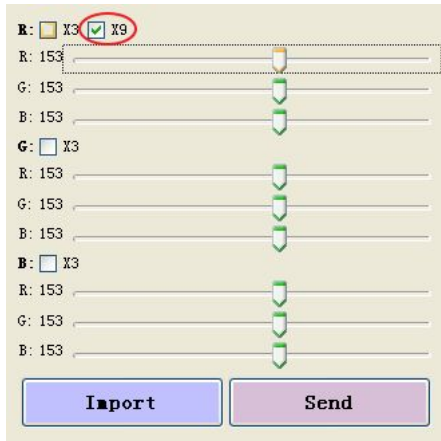 R: X3 X9
R: 153
G: 153
B: 153
G: X3
R: 153
G: 153
B: 153
B: X3
R: 153
G: 153
B: 153
Import Send